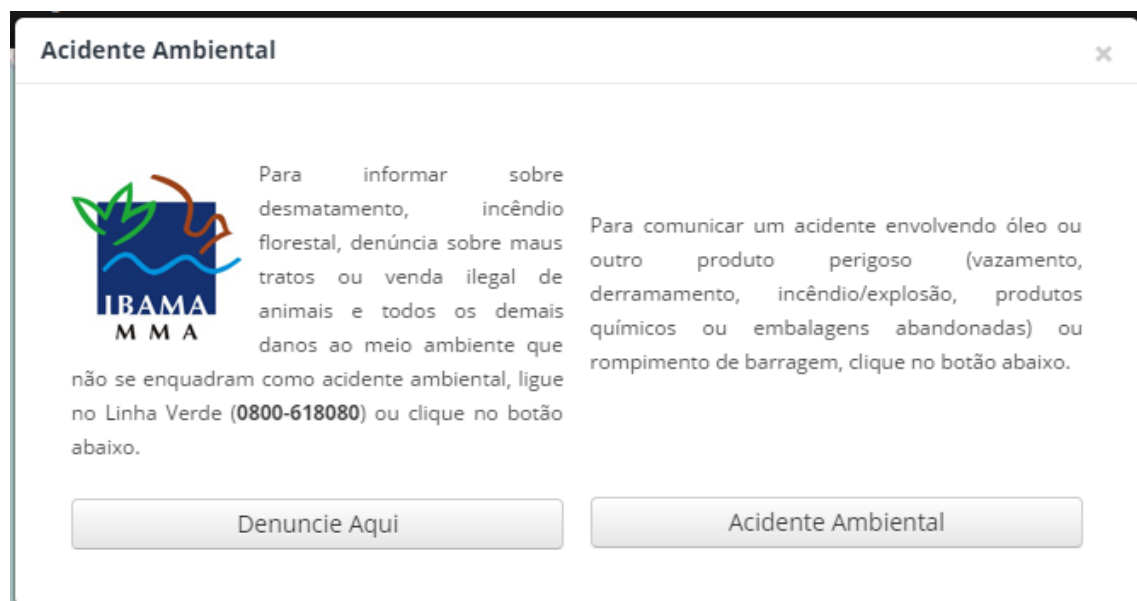 Acidente Ambiental
×
IBAMA
M M A
Para informar sobre
desmatamento, incêndio
florestal, denúncia sobre maus
tratos ou venda ilegal de
animais e todos os demais
danos ao meio ambiente que
não se enquadram como acidente ambiental, ligue
no Linha Verde (0800-618080) ou clique no botão
abaixo.
Denuncie Aqui
Para comunicar um acidente envolvendo óleo ou
outro produto perigoso (vazamento,
derramamento, incêndio/explosão, produtos
químicos ou embalagens abandonadas) ou
rompimento de barragem, clique no botão abaixo.
Acidente Ambiental